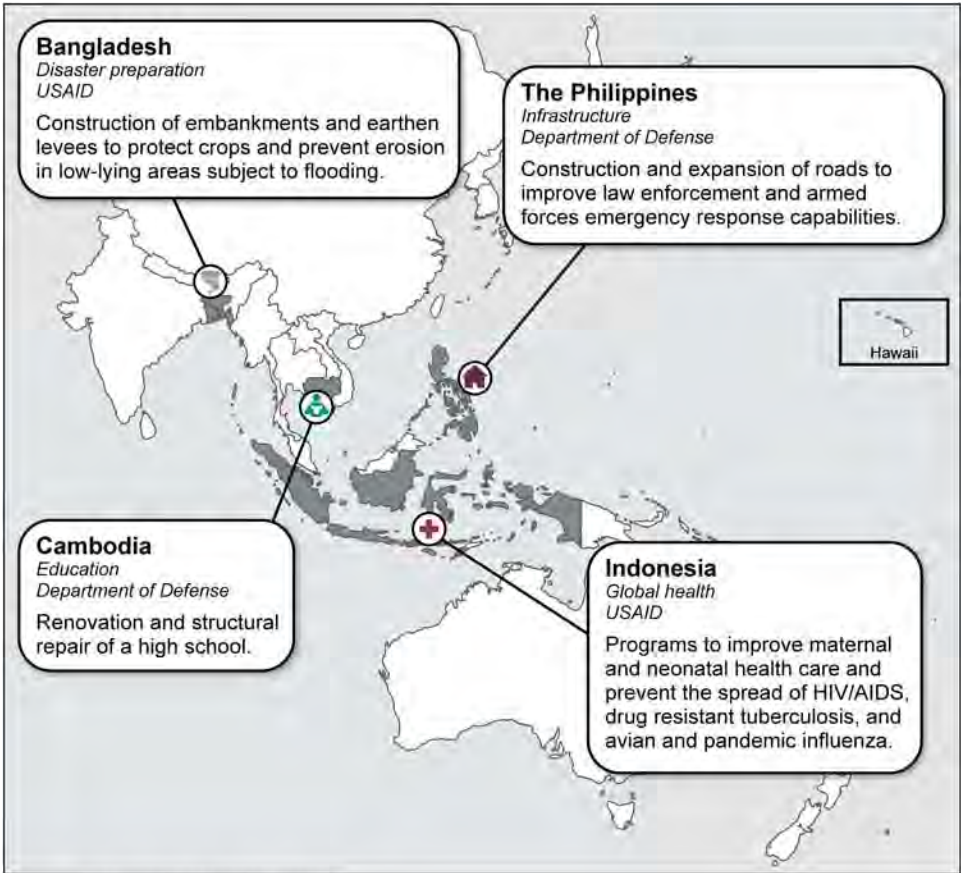 Bangladesh
Disaster preparation
USAID
Construction of embankments and earthen
levees to protect crops and prevent erosion
in low-lying areas subject to flooding.
The Philippines
Infrastructure
Department of Defense
Construction and expansion of roads to
improve law enforcement and armed
forces emergency response capabilities.
Hawaii
Cambodia
Education
Department of Defense
Renovation and structural
repair of a high school.
Indonesia
Global health
USAID
Programs to improve maternal
and neonatal health care and
prevent the spread of HIV/AIDS,
drug resistant tuberculosis, and
avian and pandemic influenza.